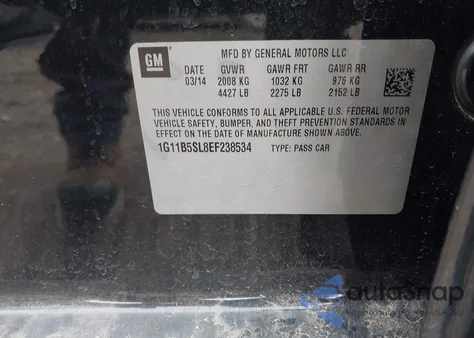 GM
MFD BY GENERAL MOTORS LLC
DATE GVWR GAWR FRT GAWR RR
03/14 2008 KG 1032 KG 976 KG
4427 LB 2275 LB 2152 LB
THIS VEHICLE CONFORMS TO ALL APPLICABLE U.S. FEDERAL MOTOR
VEHICLE SAFETY, BUMPER, AND THEFT PREVENTION STANDARDS IN
EFFECT ON THE DATE OF MANUFACTURE SHOWN ABOVE.
1G11B5SL8EF238534 TYPE: PASS CAR
autosnap